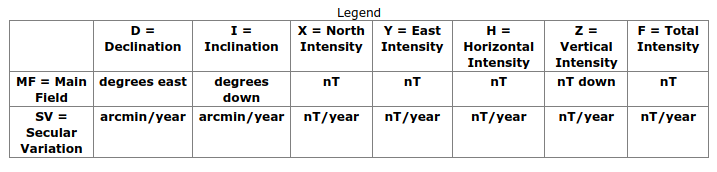 Legend
D = Declination I = Inclination X = North Intensity Y = East Intensity H = Horizontal Intensity Z = Vertical Intensity F = Total Intensity
MF = Main Field degrees east degrees down nT nT nT nT down nT
SV = Secular Variation arcmin/year arcmin/year nT/year nT/year nT/year nT/year nT/year